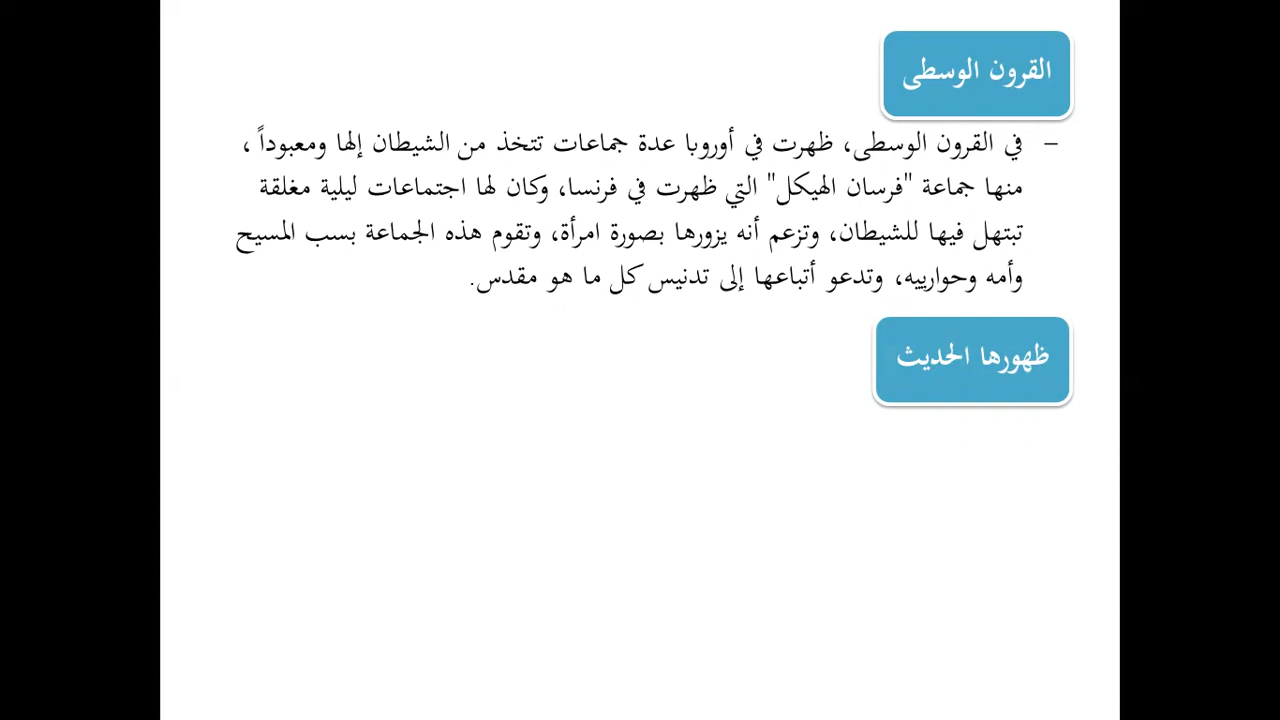 القرون الوسطى
– في القرون الوسطى، ظهرت في أوروبا عدة جماعات تتخذ من الشيطان إلها ومعبوداً ،
منها جماعة "فرسان الهيكل" التي ظهرت في فرنسا، وكان لها اجتماعات ليلية مغلقة
تبتهل فيها للشيطان، وتزعم أنه يزورها بصورة امرأة، وتقوم هذه الجماعة بسب المسيح
وأمه وحوارييه، وتدعو أتباعها إلى تدنيس كل ما هو مقدس.
ظهورها الحديث